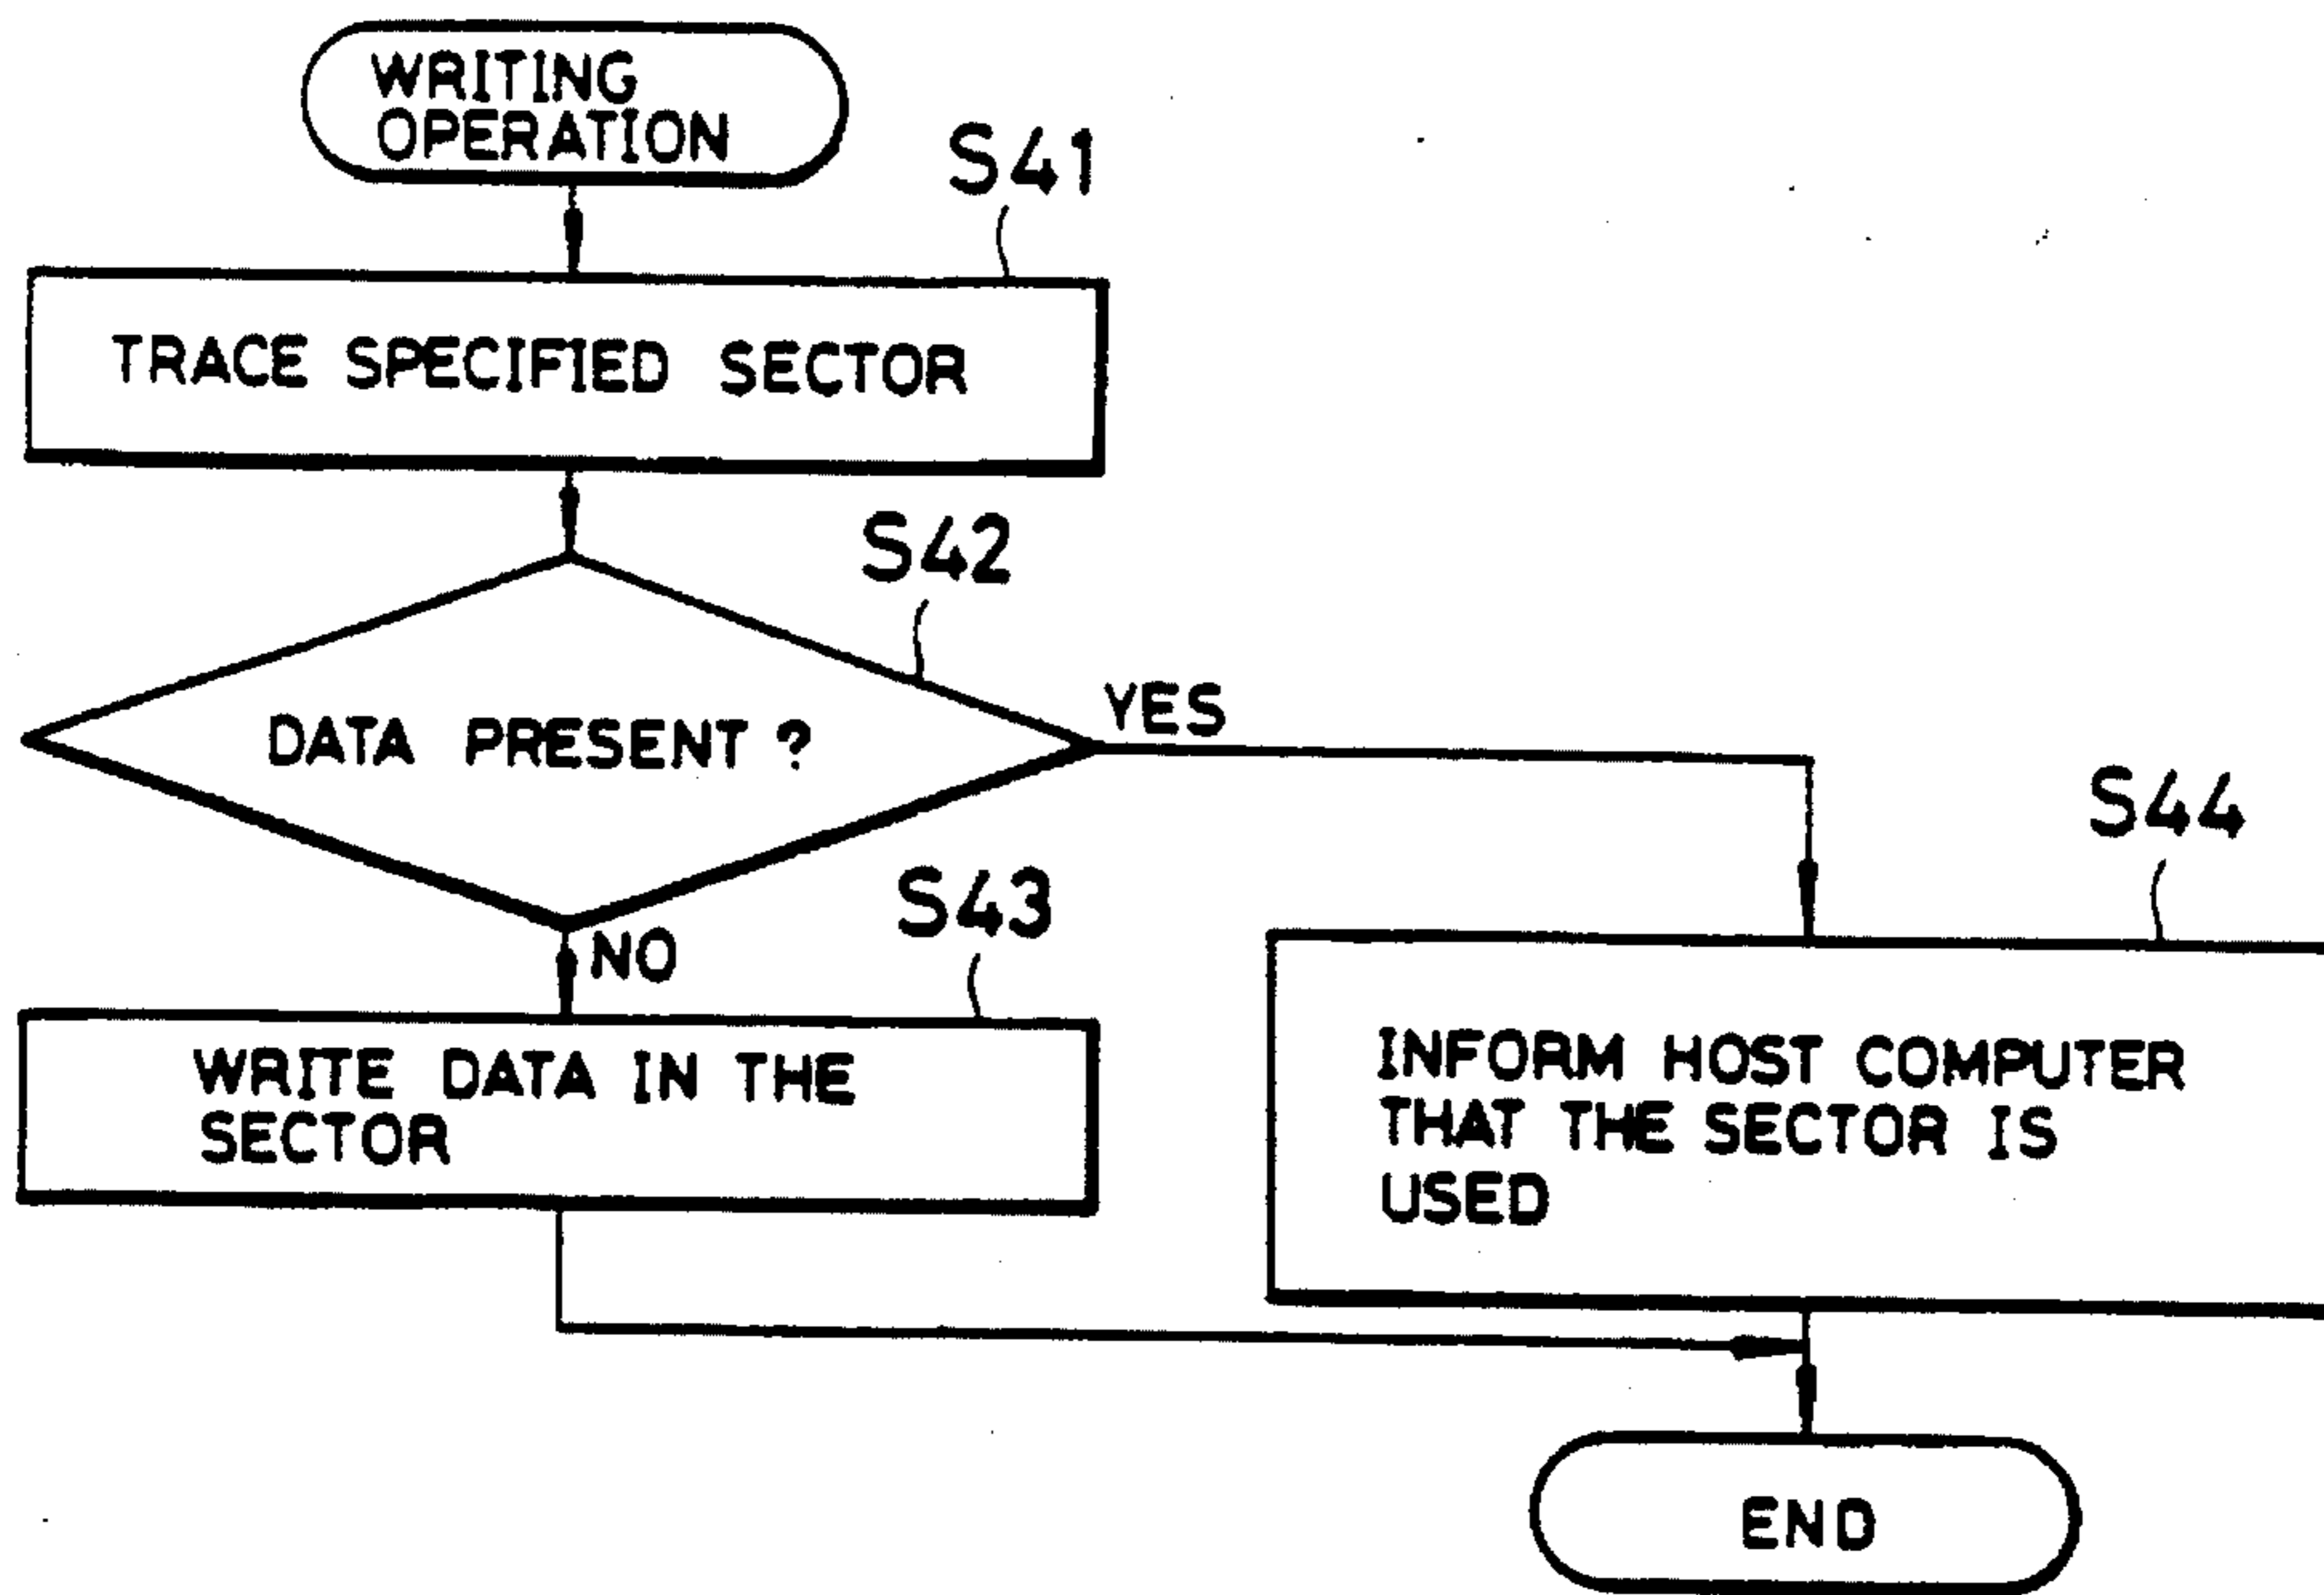 WRITING
OPERATION
S41
TRACE SPECIFIED SECTOR
S42
DATA PRESENT ?
YES
S44
NO
S43
WRITE DATA IN THE
SECTOR
INFORM HOST COMPUTER
THAT THE SECTOR IS
USED
END